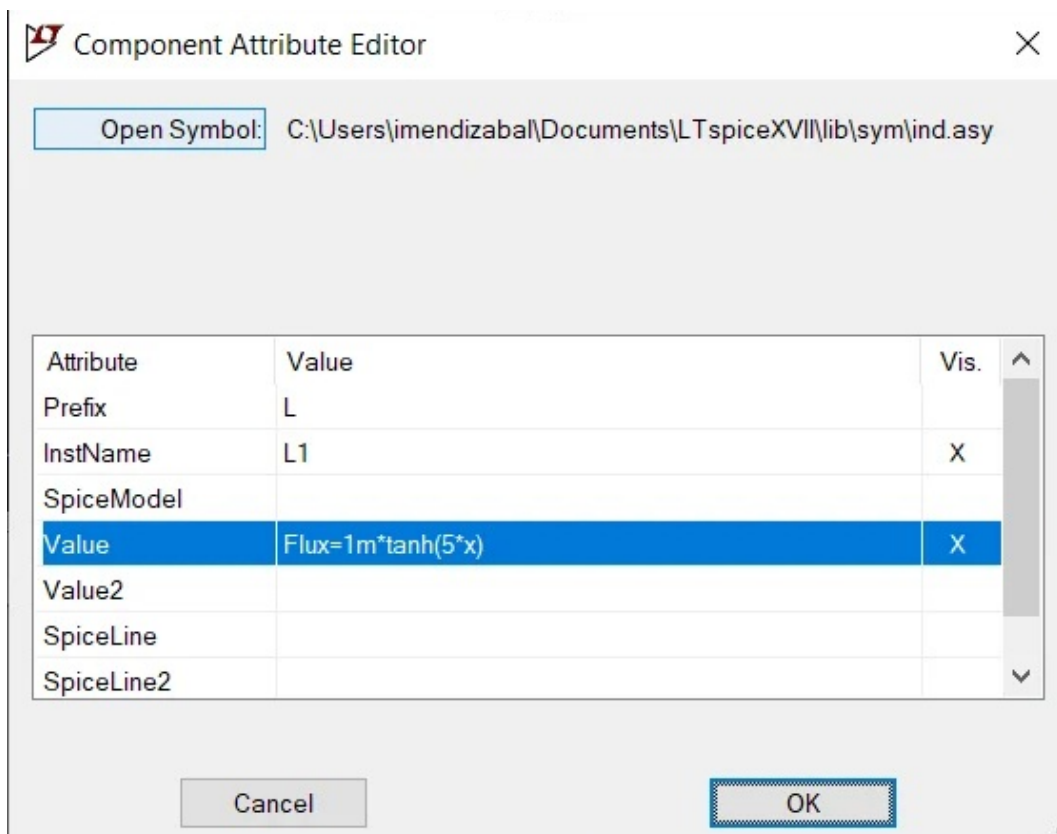 Component Attribute Editor
Open Symbol: C:\Users\imendizabal\Documents\LTspiceXVII\lib\sym\ind.asy
Attribute Value Vis.
Prefix L
InstName L1 X
SpiceModel
Value Flux=1m*tanh(5*x) X
Value2
SpiceLine
SpiceLine2
Cancel OK